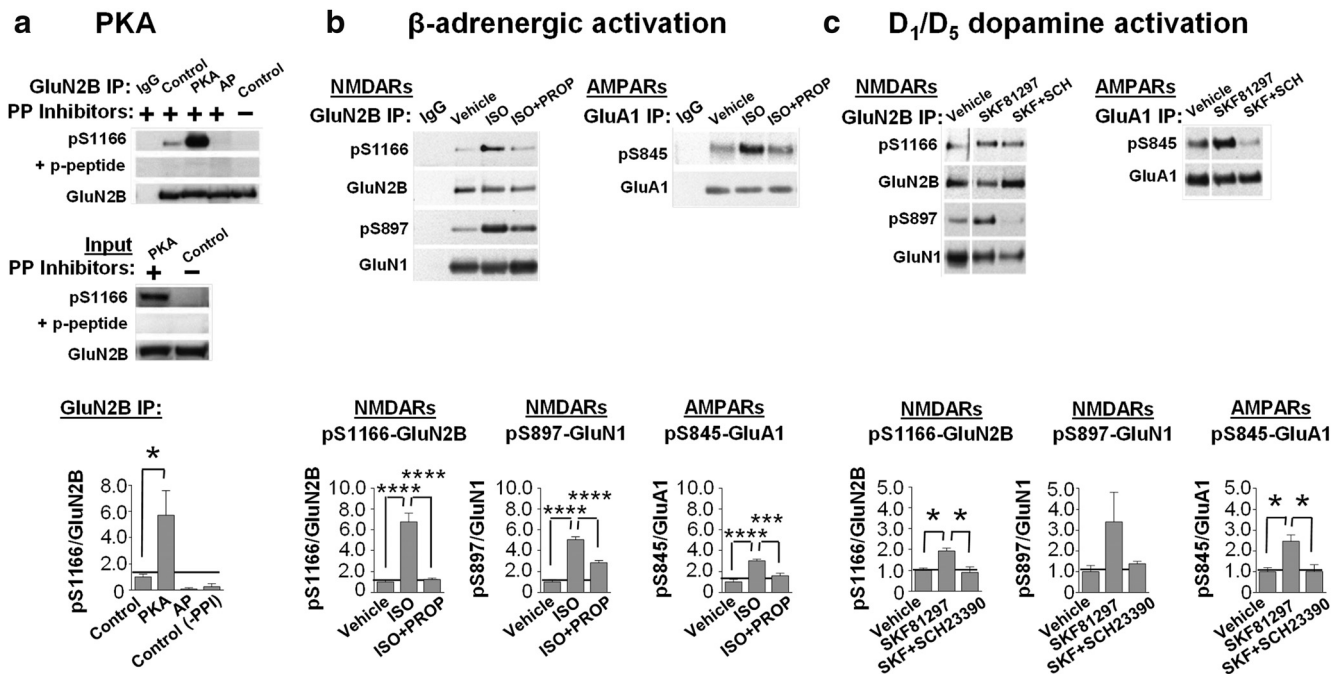 a PKA
GluN2B IP: IgG Control PKA AP Control
PP Inhibitors: + + + + −
pS1166
+ p-peptide
GluN2B
Input PKA Control
PP Inhibitors: + −
pS1166
+ p-peptide
GluN2B
GluN2B IP:
*
pS1166/GluN2B
8.0
6.0
4.0
2.0
0
Control PKA AP Control (-PPI)
b β-adrenergic activation
NMDARs
GluN2B IP: IgG Vehicle ISO ISO+PROP
pS1166
GluN2B
pS897
GluN1
AMPARs
GluA1 IP: IgG Vehicle ISO ISO+PROP
pS845
GluA1
NMDARs
pS1166-GluN2B
**** ****
pS1166/GluN2B
10.0
8.0
6.0
4.0
2.0
0
Vehicle ISO ISO+PROP
NMDARs
pS897-GluN1
**** ****
pS897/GluN1
10.0
8.0
6.0
4.0
2.0
0
Vehicle ISO ISO+PROP
AMPARs
pS845-GluA1
**** ***
pS845/GluA1
10.0
8.0
6.0
4.0
2.0
0
Vehicle ISO ISO+PROP
c D1/D5 dopamine activation
NMDARs
GluN2B IP: Vehicle SKF81297 SKF+SCH
pS1166
GluN2B
pS897
GluN1
AMPARs
GluA1 IP: Vehicle SKF81297 SKF+SCH
pS845
GluA1
NMDARs
pS1166-GluN2B
* *
pS1166/GluN2B
5.0
4.0
3.0
2.0
1.0
0
Vehicle SKF81297 SKF+SCH23390
NMDARs
pS897-GluN1
pS897/GluN1
5.0
4.0
3.0
2.0
1.0
0
Vehicle SKF81297 SKF+SCH23390
AMPARs
pS845-GluA1
* *
pS845/GluA1
5.0
4.0
3.0
2.0
1.0
0
Vehicle SKF81297 SKF+SCH23390